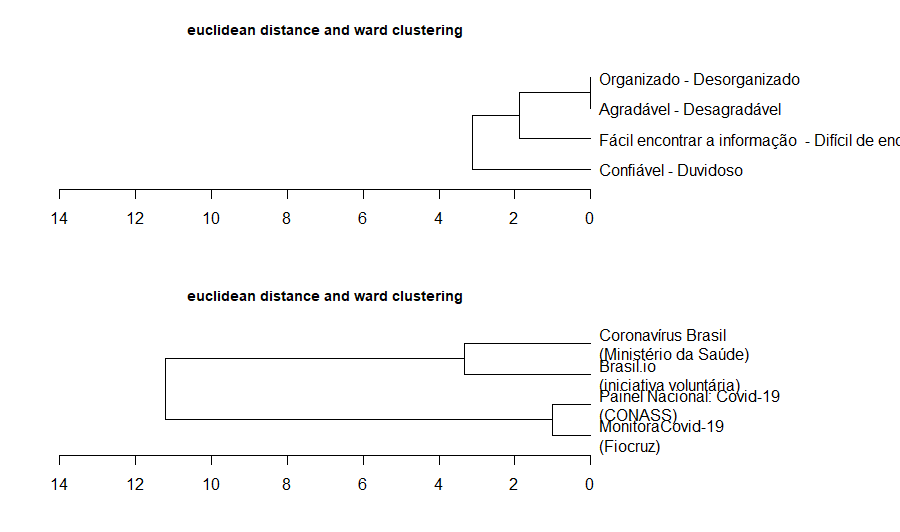 euclidean distance and ward clustering
Organizado - Desorganizado
Agradável - Desagradável
Fácil encontrar a informação - Difícil de enc
Confiável - Duvidoso
14 12 10 8 6 4 2 0
euclidean distance and ward clustering
Coronavírus Brasil
(Ministério da Saúde)
Brasil.io
(iniciativa voluntária)
Painel Nacional: Covid-19
(CONASS)
MonitoraCovid-19
(Fiocruz)
14 12 10 8 6 4 2 0